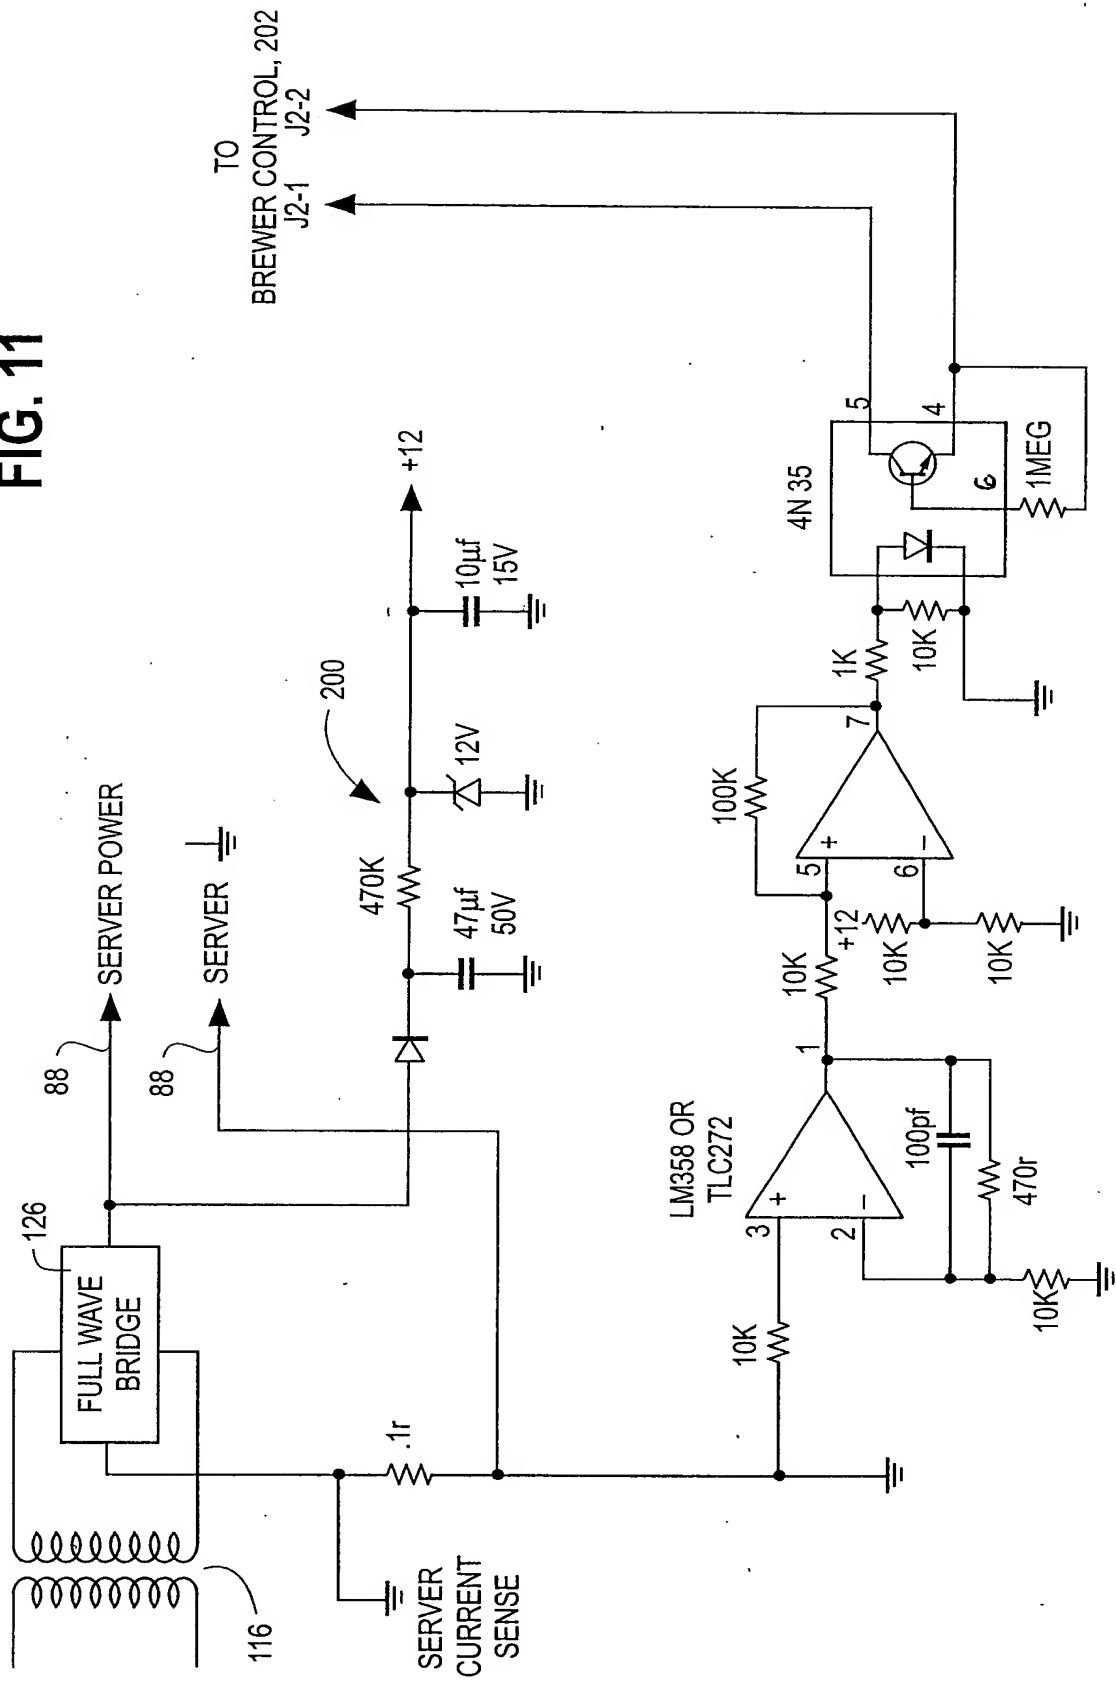 FIG. 11
TO
BREWER CONTROL, 202
J2-1
J2-2
116
126
FULL WAVE
BRIDGE
88
SERVER POWER
88
SERVER
SERVER
CURRENT
SENSE
.1r
47µf
50V
470K
200
12V
10µf
15V
+12
LM358 OR
TLC272
10K
3
+
2
−
1
100pf
470r
10K
10K
+12
10K
10K
5
+
6
−
7
100K
1K
10K
4N 35
5
4
6
1MEG